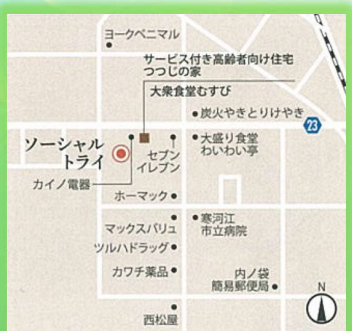 ヨークベニマル
サービス付き高齢者向け住宅
つつじの家
大衆食堂むすび
炭火やきとりけやき
23
ソーシャル
トライ
セブン
イレブン
大盛り食堂
わいわい亭
カイノ電器
ホーマック
マックスバリュ
寒河江
市立病院
ツルハドラッグ
カワチ薬品
内ノ袋
簡易郵便局
N
西松屋